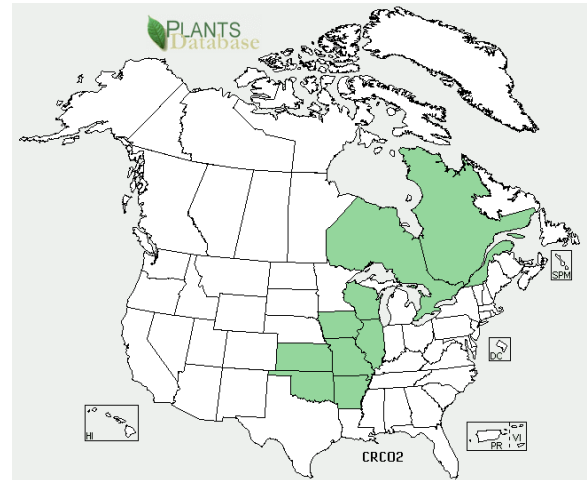 PLANTS
Database
SPM
DC
HI
PR
VI
CRCO2